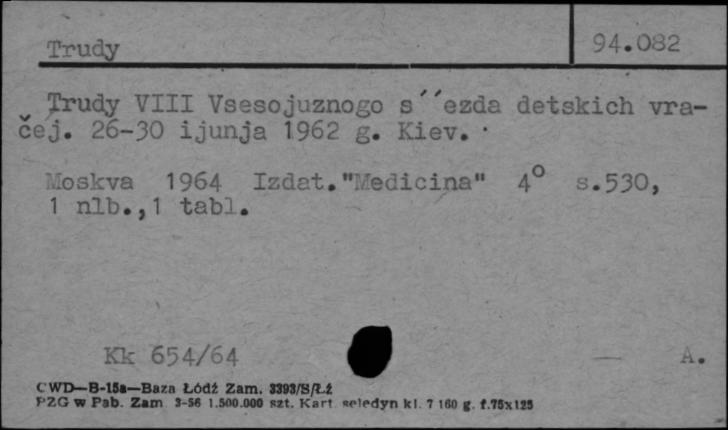 Trudy 94.082
Trudy VIII Vsesojuznogo s´´ezda detskich vra-
čej. 26-30 ijunja 1962 g. Kiev.
Moskva 1964 Izdat."Medicina" 4° s.530,
1 nlb.,1 tabl.
Kk 654/64 — A.
CWD—B-15a—Baza Łódź Zam. 3393/S/Łź
PZG w Pab. Zam 3-56 1.500.000 szt. Kart seledyn kl. 7 160 g. f.75x125